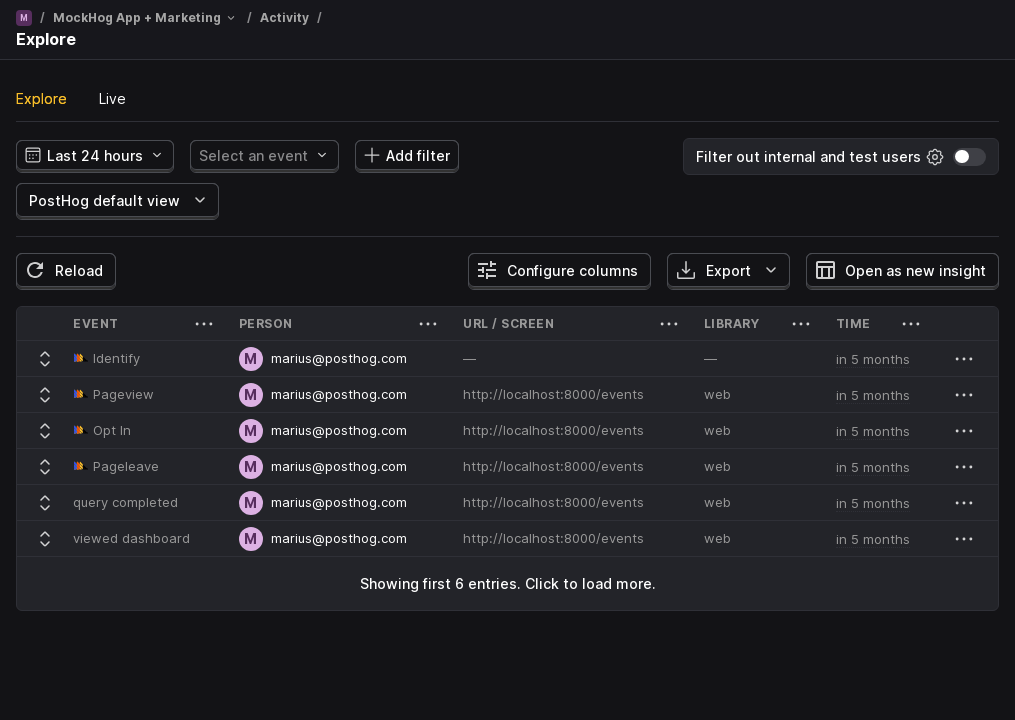 M / MockHog App + Marketing / Activity /
Explore
Explore Live
Last 24 hours Select an event Add filter Filter out internal and test users
PostHog default view
Reload Configure columns Export Open as new insight
EVENT PERSON URL / SCREEN LIBRARY TIME
Identify M marius@posthog.com — — in 5 months
Pageview M marius@posthog.com http://localhost:8000/events web in 5 months
Opt In M marius@posthog.com http://localhost:8000/events web in 5 months
Pageleave M marius@posthog.com http://localhost:8000/events web in 5 months
query completed M marius@posthog.com http://localhost:8000/events web in 5 months
viewed dashboard M marius@posthog.com http://localhost:8000/events web in 5 months
Showing first 6 entries. Click to load more.